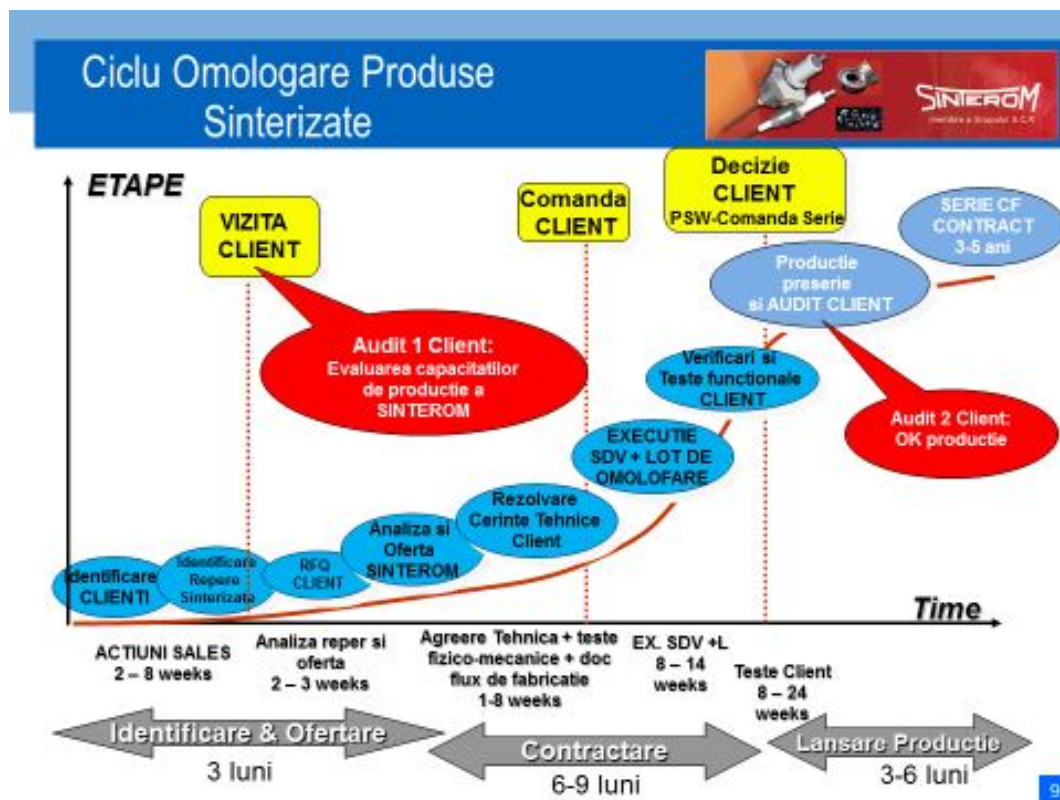 Ciclu Omologare Produse
Sinterizate
SINTEROM
membra a Grupului S.C.R.
ETAPE
VIZITA
CLIENT
Comanda
CLIENT
Decizie
CLIENT
PSW-Comanda Serie
SERIE CF
CONTRACT
3-5 ani
Productie
preserie
si AUDIT CLIENT
Audit 1 Client:
Evaluarea capacitatilor
de productie a
SINTEROM
Verificari si
Teste functionale
CLIENT
Audit 2 Client:
OK productie
EXECUTIE
SDV + LOT DE
OMOLOFARE
Rezolvare
Cerinte Tehnice
Client
Analiza si
Oferta
SINTEROM
RFQ
CLIENT
Identificare
Repere
Sinterizate
Identificare
CLIENTI
Time
ACTIUNI SALES
2 – 8 weeks
Analiza reper si
oferta
2 – 3 weeks
Agreere Tehnica + teste
fizico-mecanice + doc
flux de fabricatie
1-8 weeks
EX. SDV +L
8 – 14
weeks
Teste Client
8 – 24
weeks
Identificare & Ofertare
3 luni
Contractare
6-9 luni
Lansare Productie
3-6 luni
9